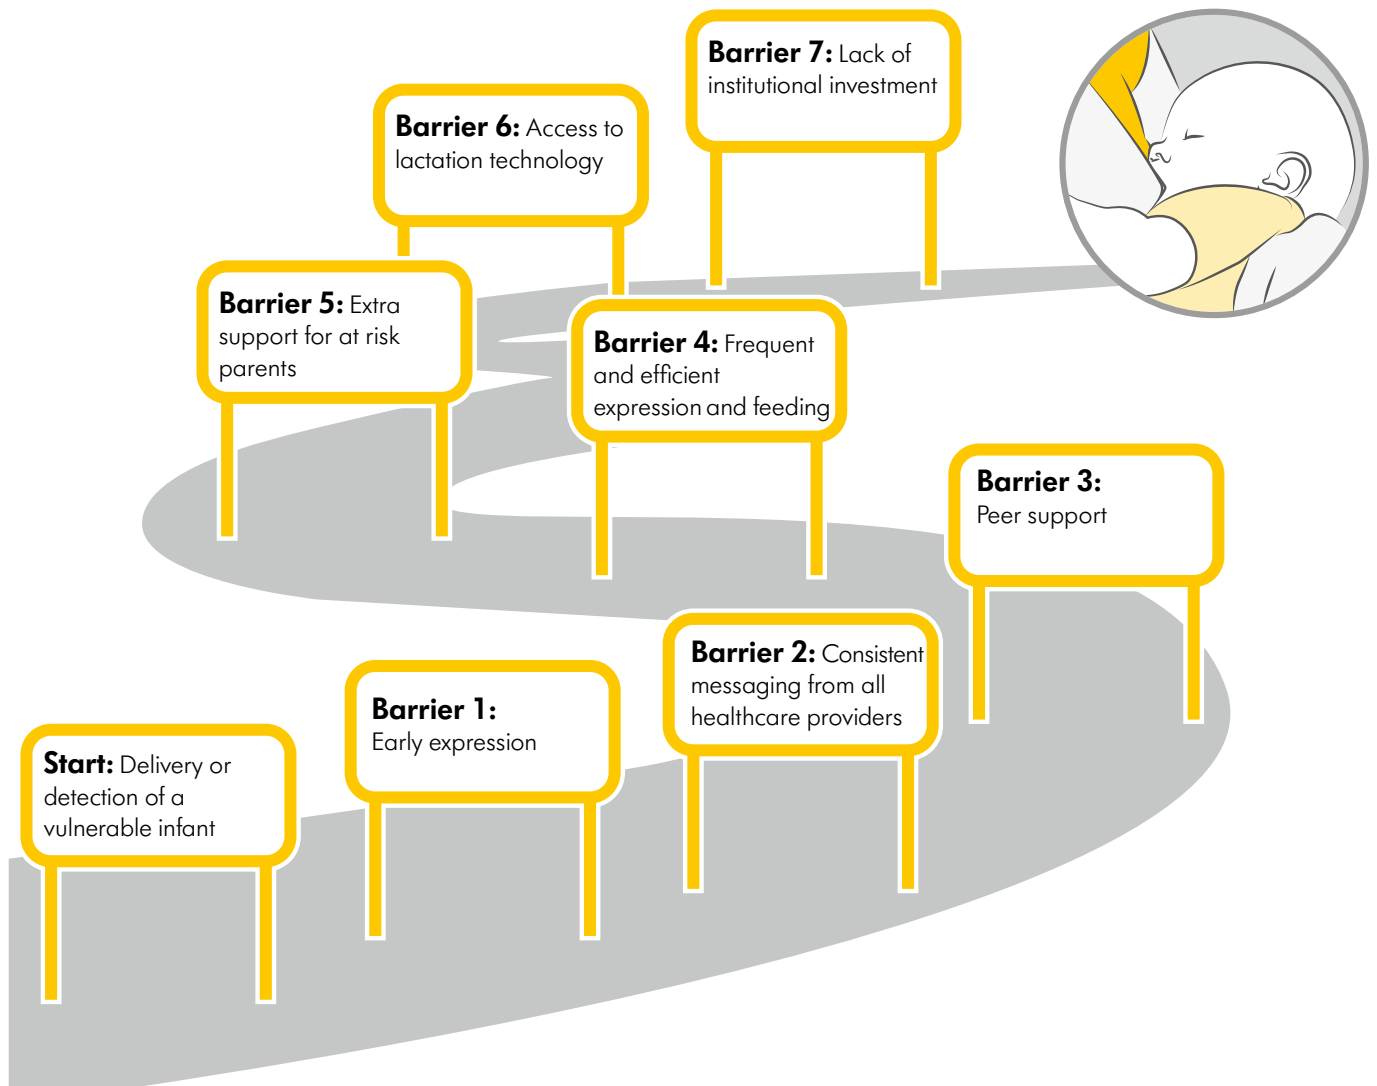 Barrier 7: Lack of
institutional investment
Barrier 6: Access to
lactation technology
Barrier 5: Extra
support for at risk
parents
Barrier 4: Frequent
and efficient
expression and feeding
Barrier 3:
Peer support
Barrier 2: Consistent
messaging from all
healthcare providers
Barrier 1:
Early expression
Start: Delivery or
detection of a
vulnerable infant